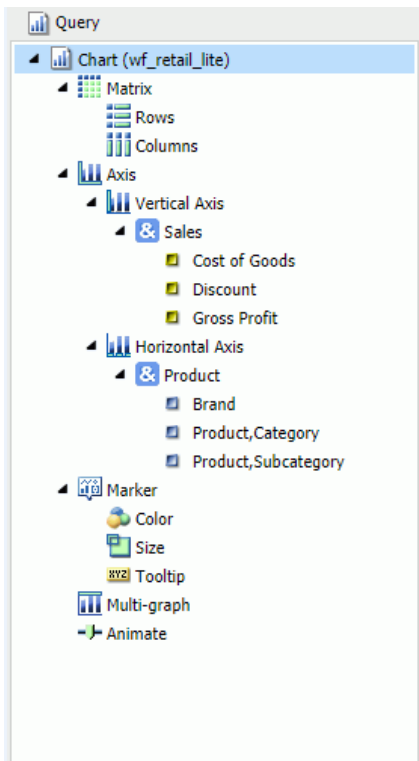 Query
Chart (wf_retail_lite)
Matrix
Rows
Columns
Axis
Vertical Axis
& Sales
Cost of Goods
Discount
Gross Profit
Horizontal Axis
& Product
Brand
Product,Category
Product,Subcategory
Marker
Color
Size
XYZ Tooltip
Multi-graph
Animate